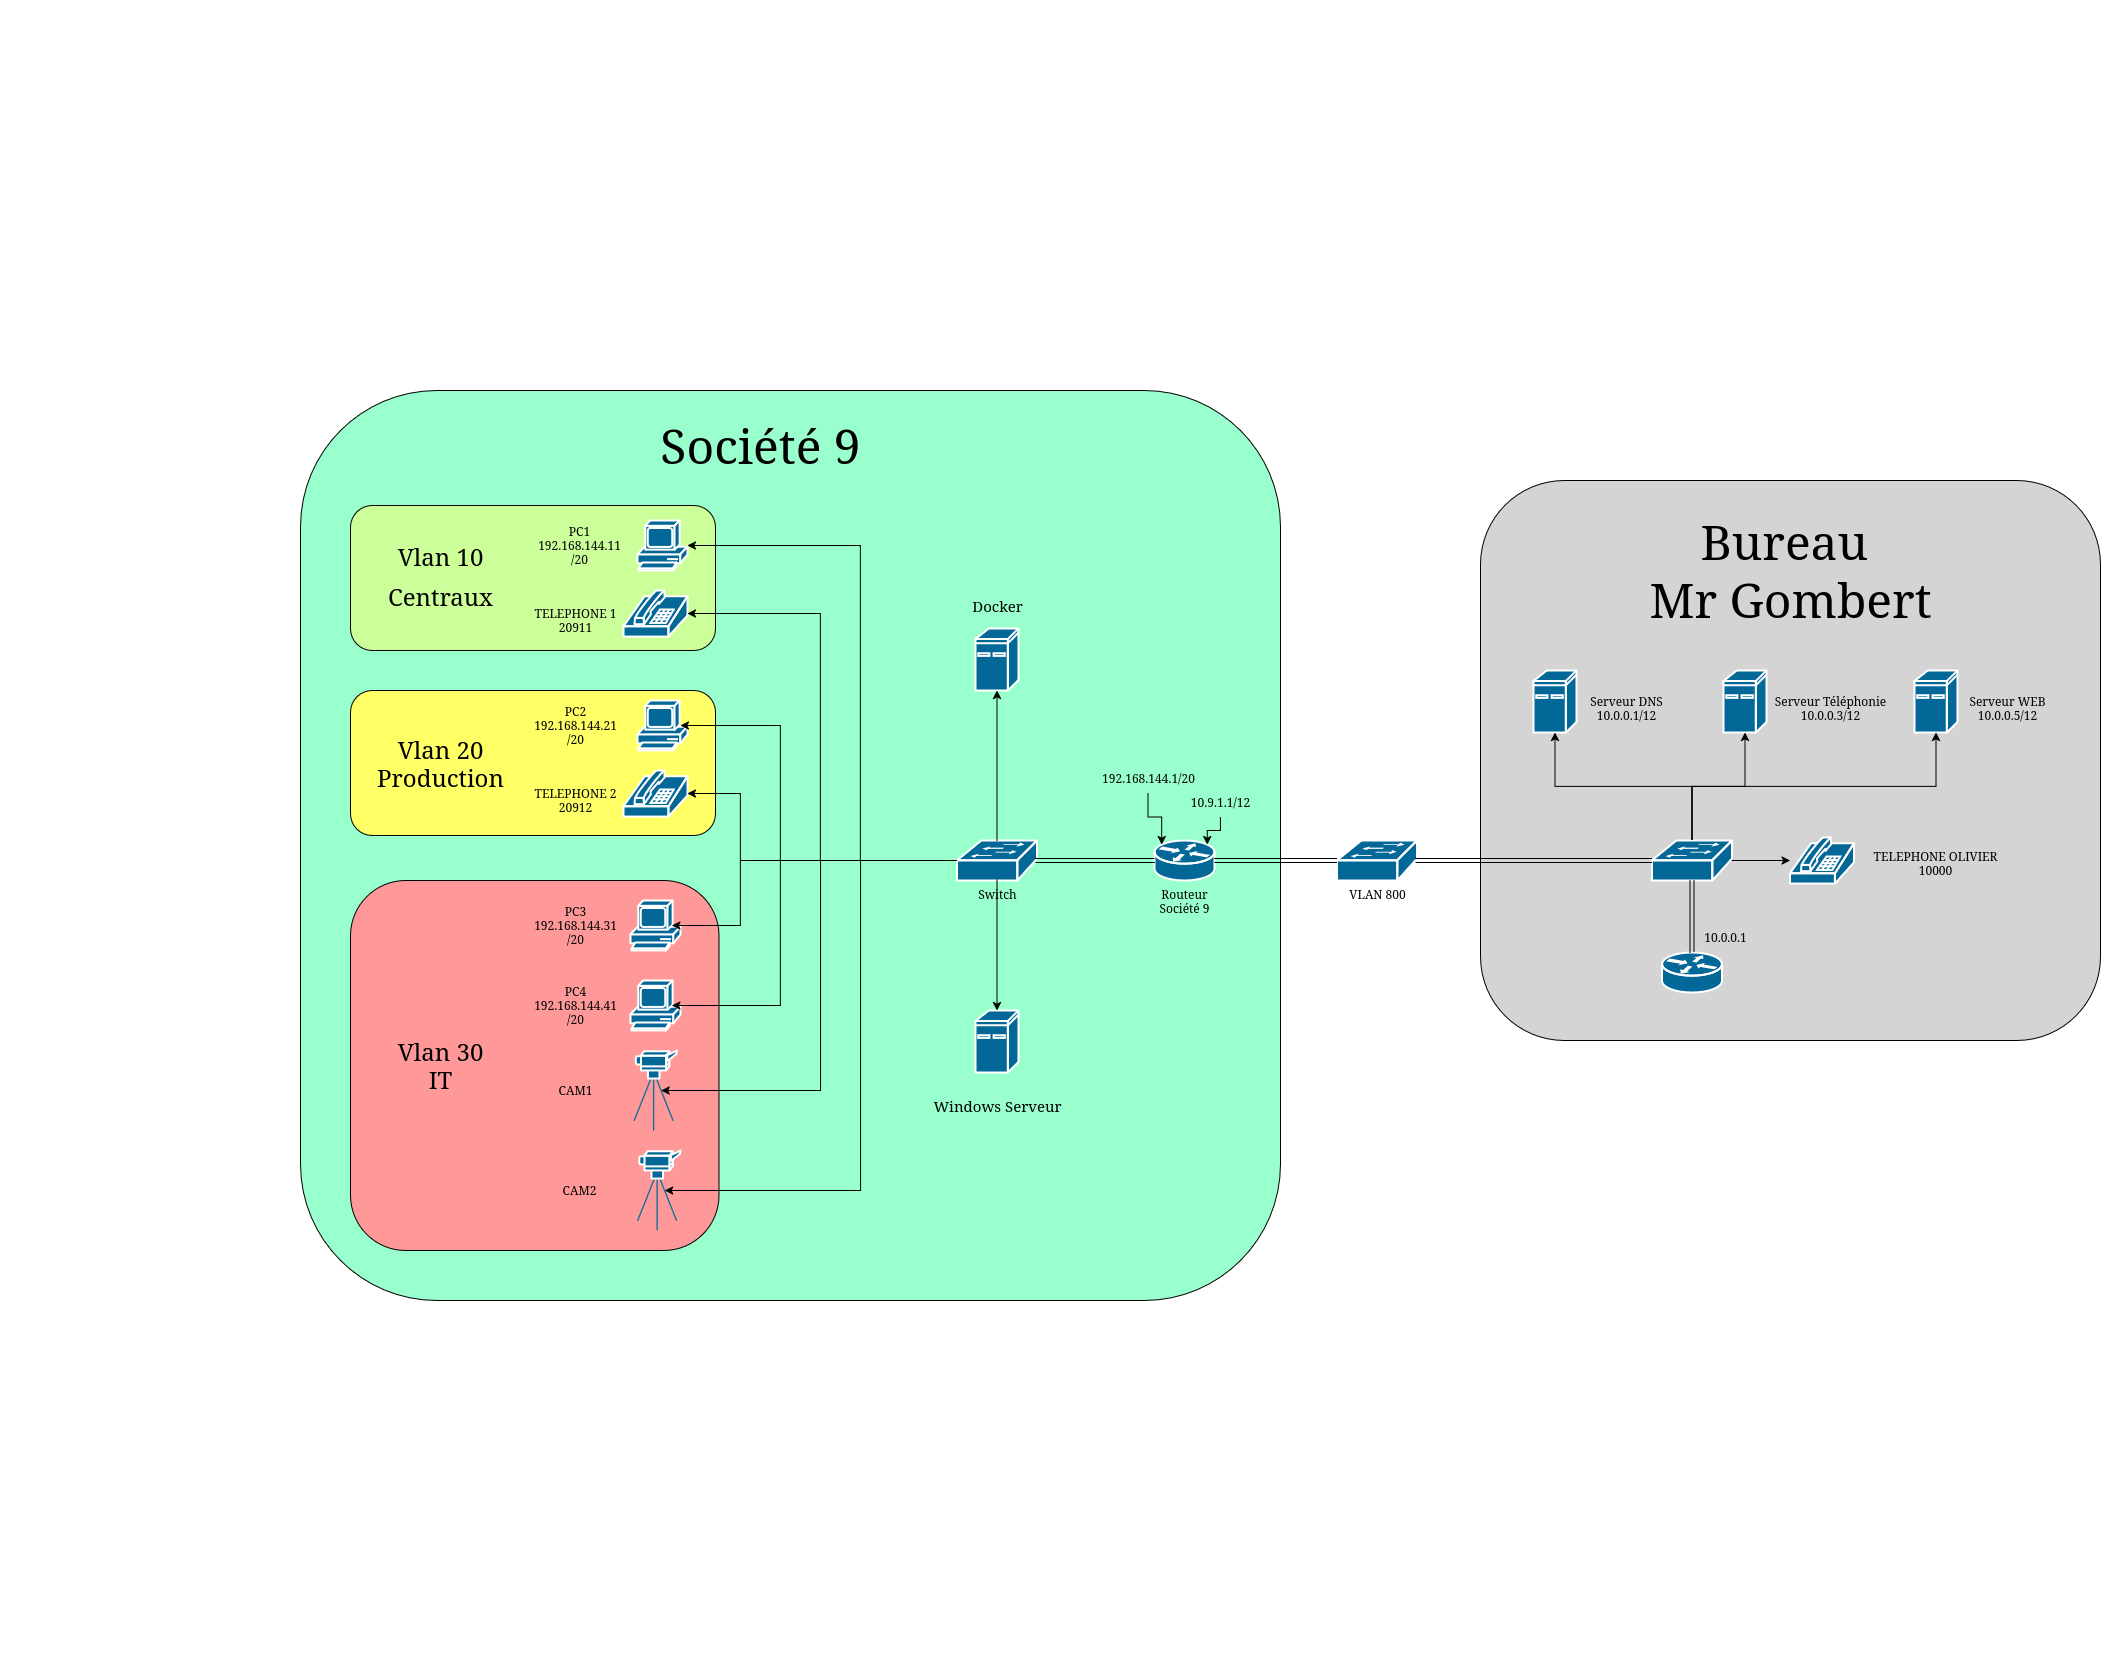 Société 9
Vlan 10
Centraux
PC1
192.168.144.11
/20
TELEPHONE 1
20911
Vlan 20
Production
PC2
192.168.144.21
/20
TELEPHONE 2
20912
Vlan 30
IT
PC3
192.168.144.31
/20
PC4
192.168.144.41
/20
CAM1
CAM2
Docker
Switch
Windows Serveur
192.168.144.1/20
10.9.1.1/12
Routeur
Société 9
VLAN 800
Bureau
Mr Gombert
Serveur DNS
10.0.0.1/12
Serveur Téléphonie
10.0.0.3/12
Serveur WEB
10.0.0.5/12
TELEPHONE OLIVIER
10000
10.0.0.1